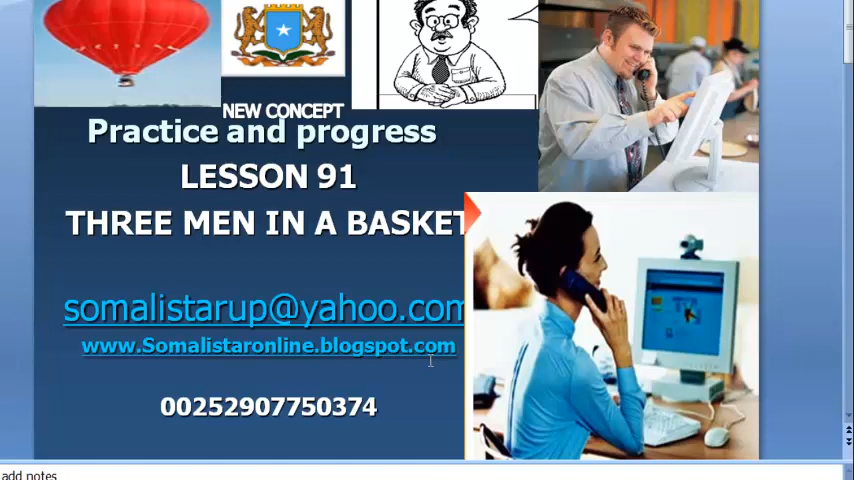 NEW CONCEPT
Practice and progress
LESSON 91
THREE MEN IN A BASKET
somalistarup@yahoo.com
www.Somalistaronline.blogspot.com
00252907750374
add notes